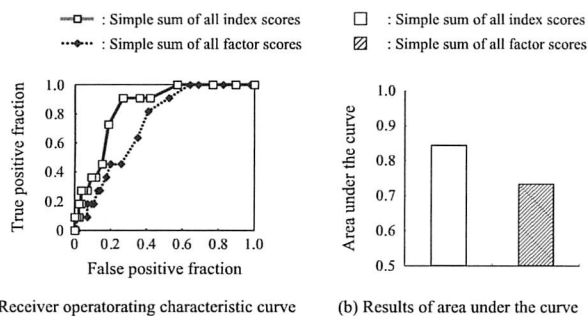 : Simple sum of all index scores
: Simple sum of all factor scores
True positive fraction
1.0
0.8
0.6
0.4
0.2
0
0 0.2 0.4 0.6 0.8 1.0
False positive fraction
Receiver operatorating characteristic curve
: Simple sum of all index scores
: Simple sum of all factor scores
Area under the curve
1.0
0.9
0.8
0.7
0.6
0.5
(b) Results of area under the curve